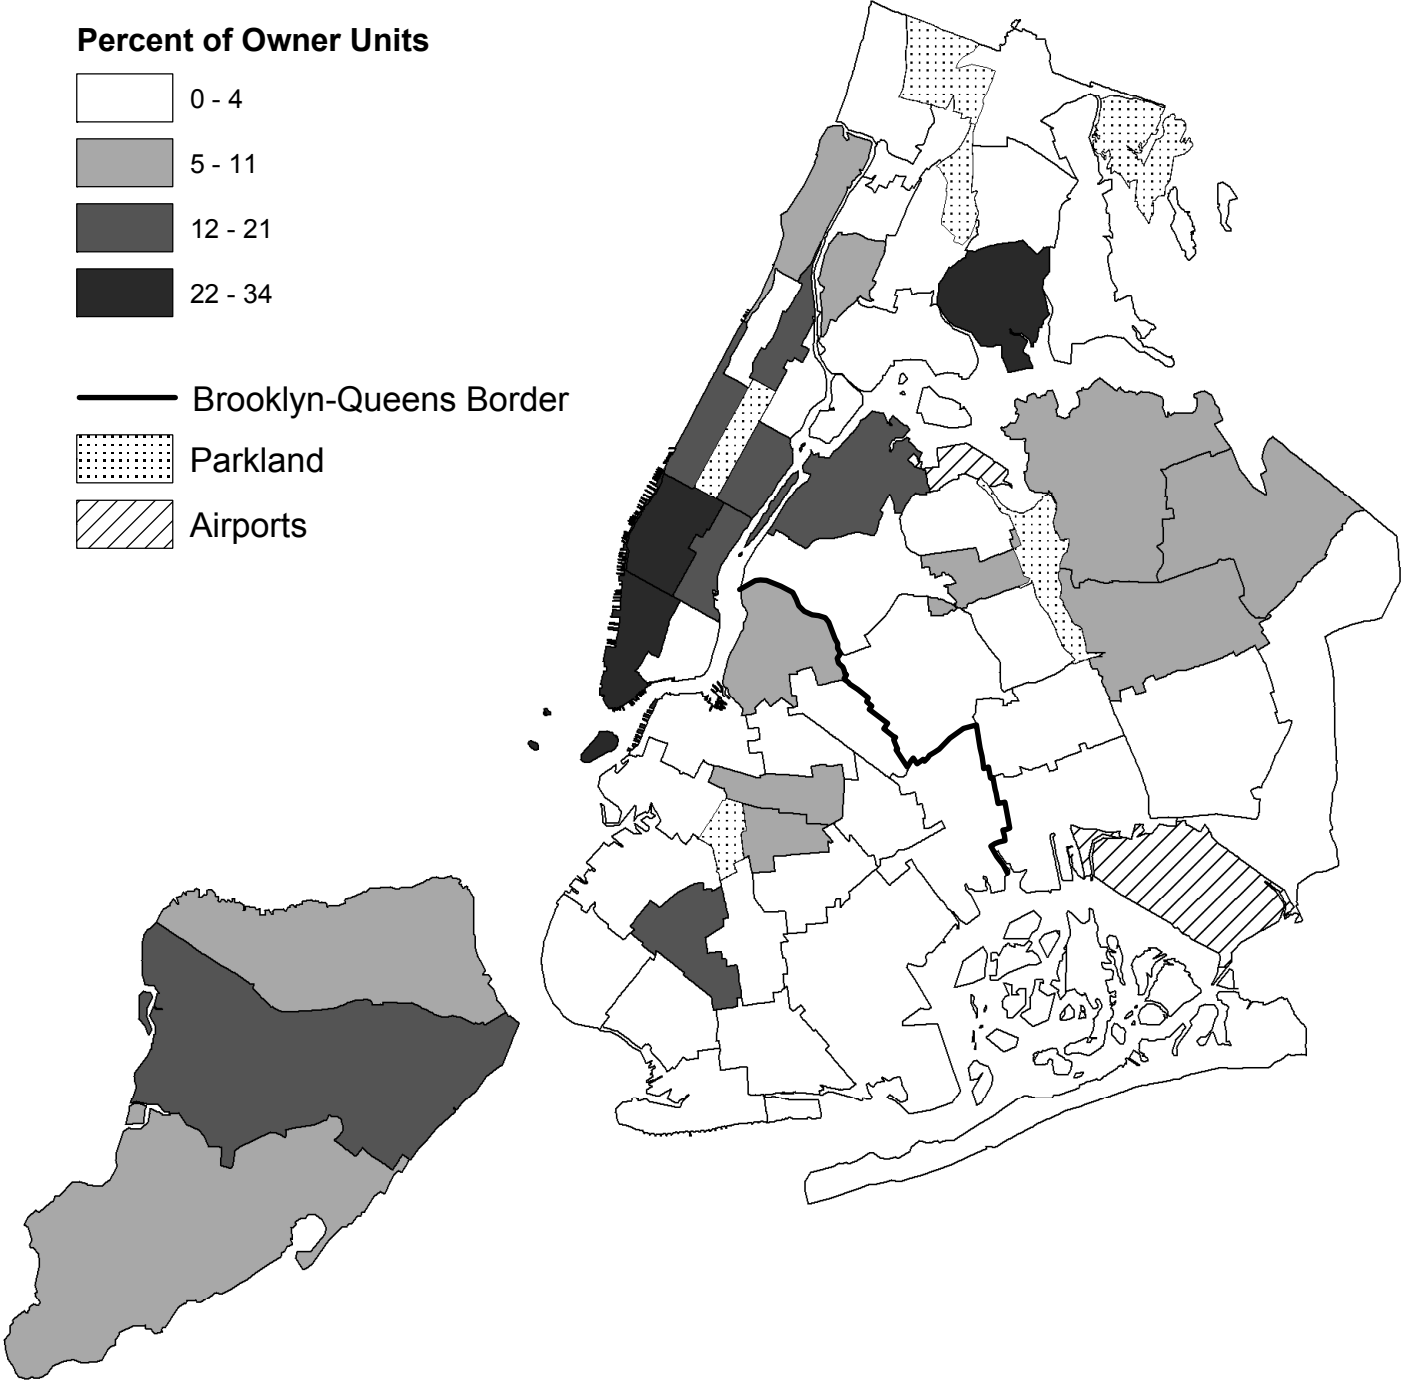 Percent of Owner Units
0 - 4
5 - 11
12 - 21
22 - 34
Brooklyn-Queens Border
Parkland
Airports